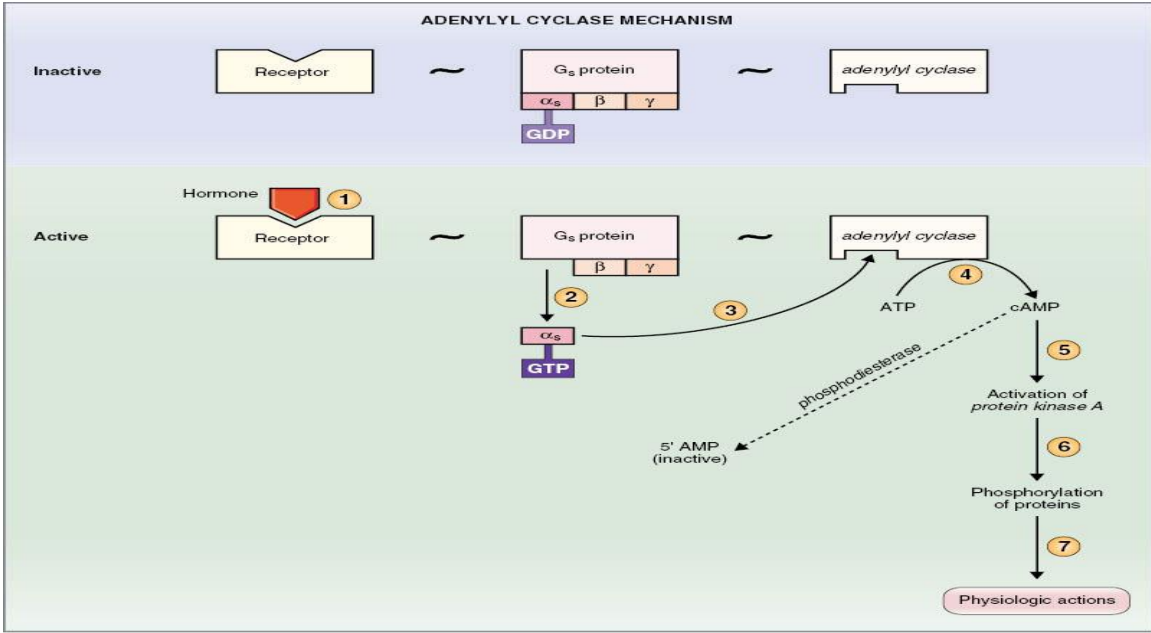 ADENYLYL CYCLASE MECHANISM
Inactive
Receptor
~
Gs protein
αs
β
γ
GDP
~
adenylyl cyclase
Hormone
1
Active
Receptor
~
Gs protein
β
γ
~
adenylyl cyclase
2
αs
GTP
3
4
ATP
cAMP
phosphodiesterase
5' AMP
(inactive)
5
Activation of
protein kinase A
6
Phosphorylation
of proteins
7
Physiologic actions